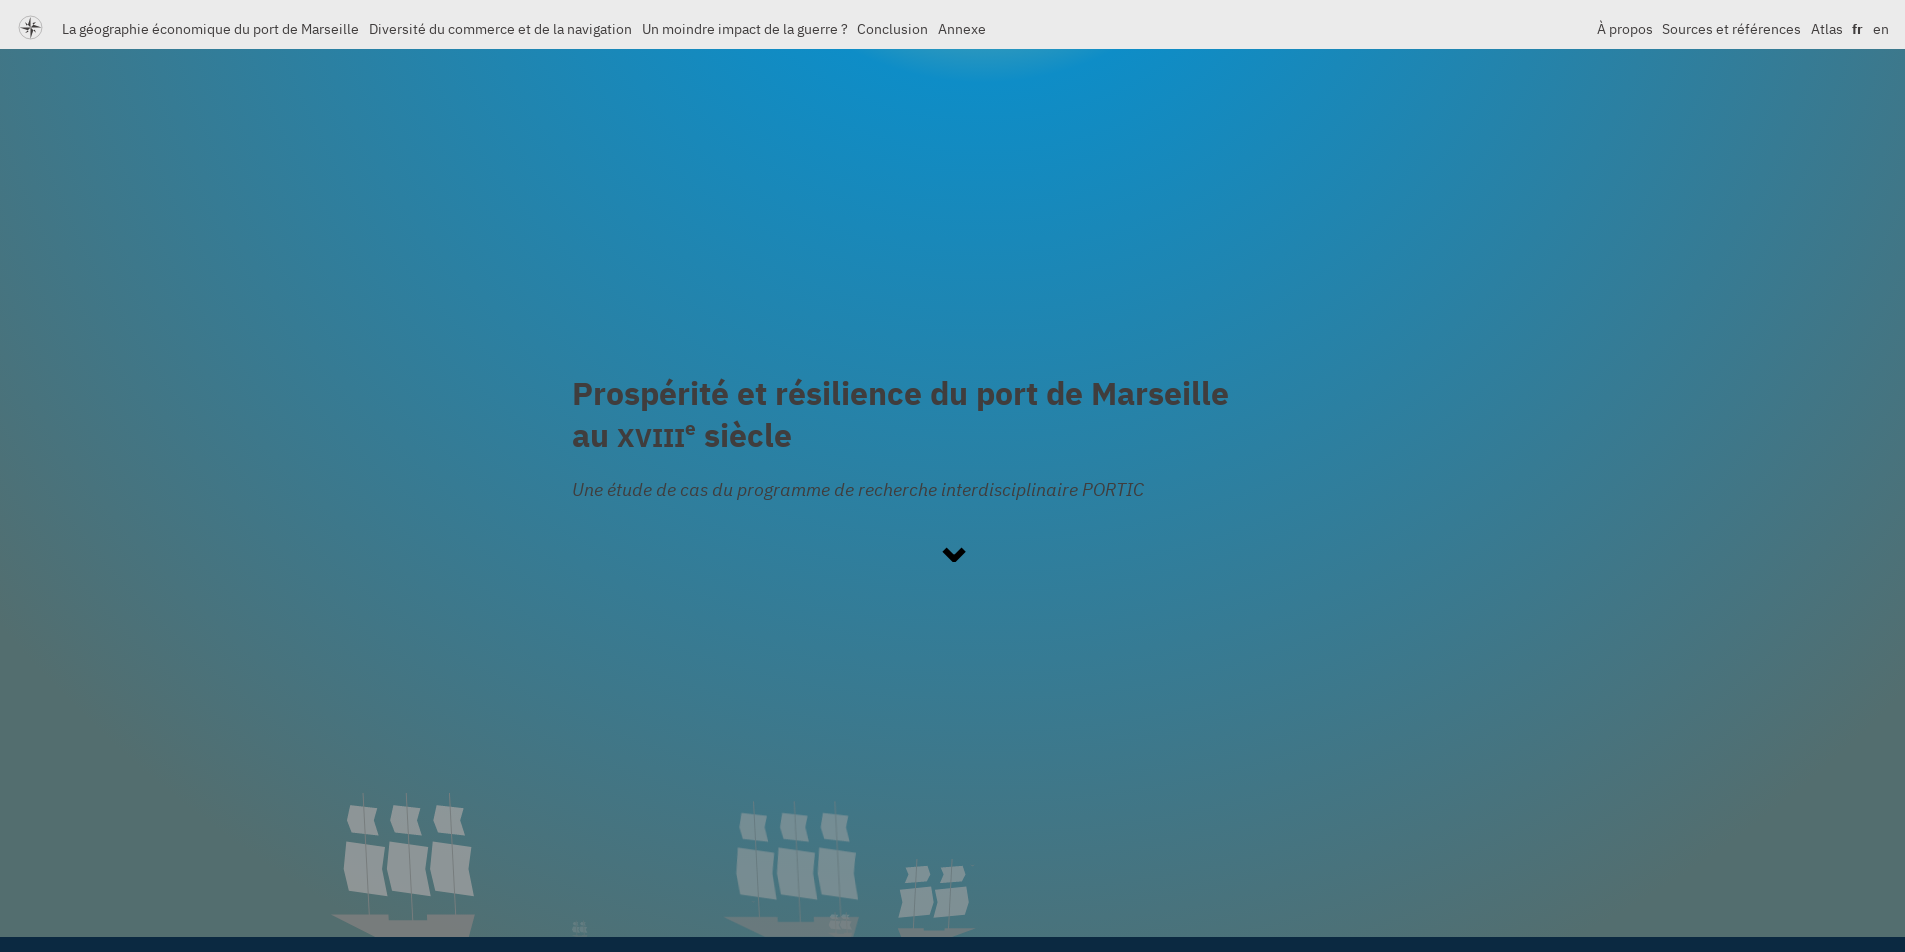 La géographie économique du port de Marseille Diversité du commerce et de la navigation Un moindre impact de la guerre ? Conclusion Annexe À propos Sources et références Atlas fr en
Prospérité et résilience du port de Marseille
au XVIIIe siècle
Une étude de cas du programme de recherche interdisciplinaire PORTIC